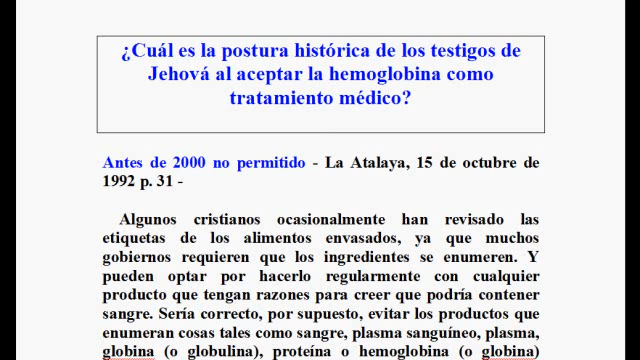 ¿Cuál es la postura histórica de los testigos de
Jehová al aceptar la hemoglobina como
tratamiento médico?
Antes de 2000 no permitido - La Atalaya, 15 de octubre de
1992 p. 31 -
Algunos cristianos ocasionalmente han revisado las
etiquetas de los alimentos envasados, ya que muchos
gobiernos requieren que los ingredientes se enumeren. Y
pueden optar por hacerlo regularmente con cualquier
producto que tengan razones para creer que podría contener
sangre. Sería correcto, por supuesto, evitar los productos que
enumeran cosas tales como sangre, plasma sanguíneo, plasma,
globina (o globulina), proteína o hemoglobina (o globina)